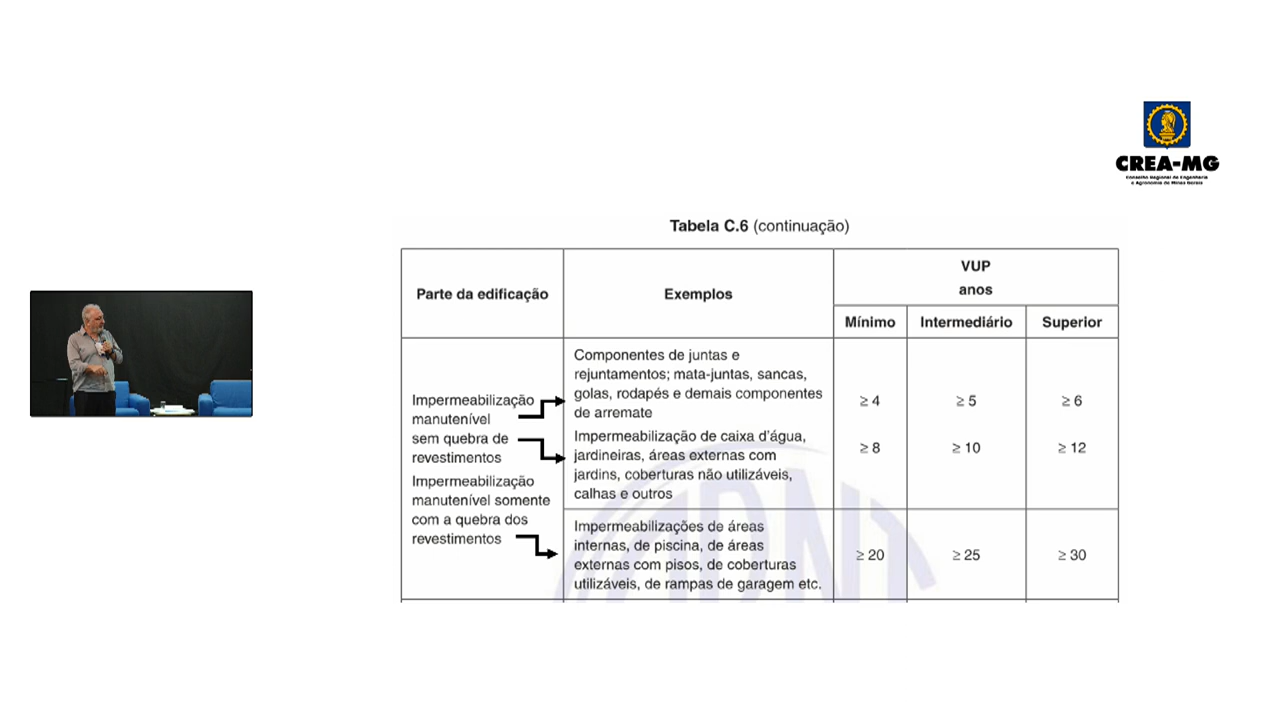 CREA-MG
Conselho Regional de Engenharia
e Agronomia de Minas Gerais
Tabela C.6 (continuação)
Parte da edificação
Exemplos
VUP
anos
Mínimo
Intermediário
Superior
Impermeabilização
manutenível
sem quebra de
revestimentos
Impermeabilização
manutenível somente
com a quebra dos
revestimentos
Componentes de juntas e
rejuntamentos; mata-juntas, sancas,
golas, rodapés e demais componentes
de arremate
≥ 4
≥ 5
≥ 6
Impermeabilização de caixa d'água,
jardineiras, áreas externas com
jardins, coberturas não utilizáveis,
calhas e outros
≥ 8
≥ 10
≥ 12
Impermeabilizações de áreas
internas, de piscina, de áreas
externas com pisos, de coberturas
utilizáveis, de rampas de garagem etc.
≥ 20
≥ 25
≥ 30